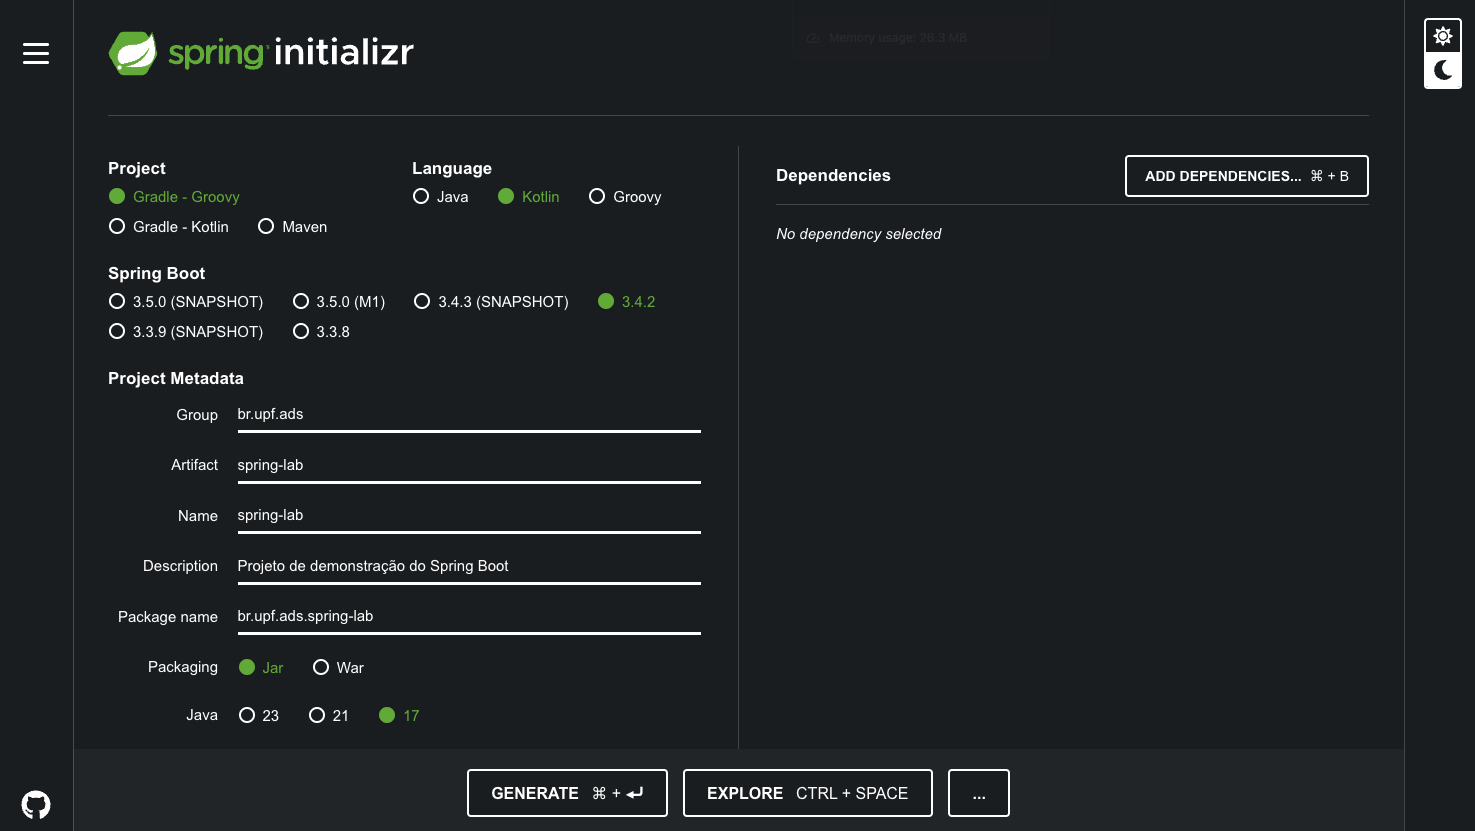 spring initializr
Memory usage: 26.3 MB
Project
Gradle - Groovy
Gradle - Kotlin Maven
Language
Java Kotlin Groovy
Spring Boot
3.5.0 (SNAPSHOT) 3.5.0 (M1) 3.4.3 (SNAPSHOT) 3.4.2
3.3.9 (SNAPSHOT) 3.3.8
Project Metadata
Group br.upf.ads
Artifact spring-lab
Name spring-lab
Description Projeto de demonstração do Spring Boot
Package name br.upf.ads.spring-lab
Packaging Jar War
Java 23 21 17
Dependencies
ADD DEPENDENCIES... ⌘ + B
No dependency selected
GENERATE ⌘ + ⏎
EXPLORE CTRL + SPACE
...